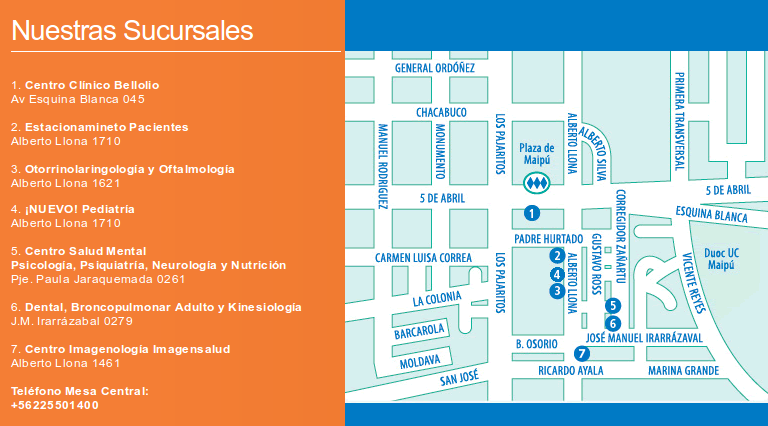 Nuestras Sucursales
1. Centro Clínico Bellolio
Av Esquina Blanca 045
2. Estacionamineto Pacientes
Alberto Llona 1710
3. Otorrinolaringología y Oftalmología
Alberto Llona 1621
4. ¡NUEVO! Pediatría
Alberto Llona 1710
5. Centro Salud Mental
Psicología, Psiquiatría, Neurología y Nutrición
Pje. Paula Jaraquemada 0261
6. Dental, Broncopulmonar Adulto y Kinesiología
J.M. Irarrázabal 0279
7. Centro Imagenología Imagensalud
Alberto Llona 1461
Teléfono Mesa Central:
+56225501400
GENERAL ORDÓÑEZ
CHACABUCO
MANUEL RODRIGUEZ
MONUMENTO
LOS PAJARITOS
ALBERTO LLONA
ALBERTO SILVA
PRIMERA TRANSVERSAL
Plaza de
Maipú
5 DE ABRIL
5 DE ABRIL
ESQUINA BLANCA
1
CORREGIDOR ZAÑARTU
PADRE HURTADO
GUSTAVO ROSS
CARMEN LUISA CORREA
LOS PAJARITOS
2
4
3
ALBERTO LLONA
Duoc UC
Maipú
VICENTE REYES
LA COLONIA
5
6
BARCAROLA
JOSÉ MANUEL IRARRÁZAVAL
B. OSORIO
7
MOLDAVA
SAN JOSÉ
RICARDO AYALA
MARINA GRANDE